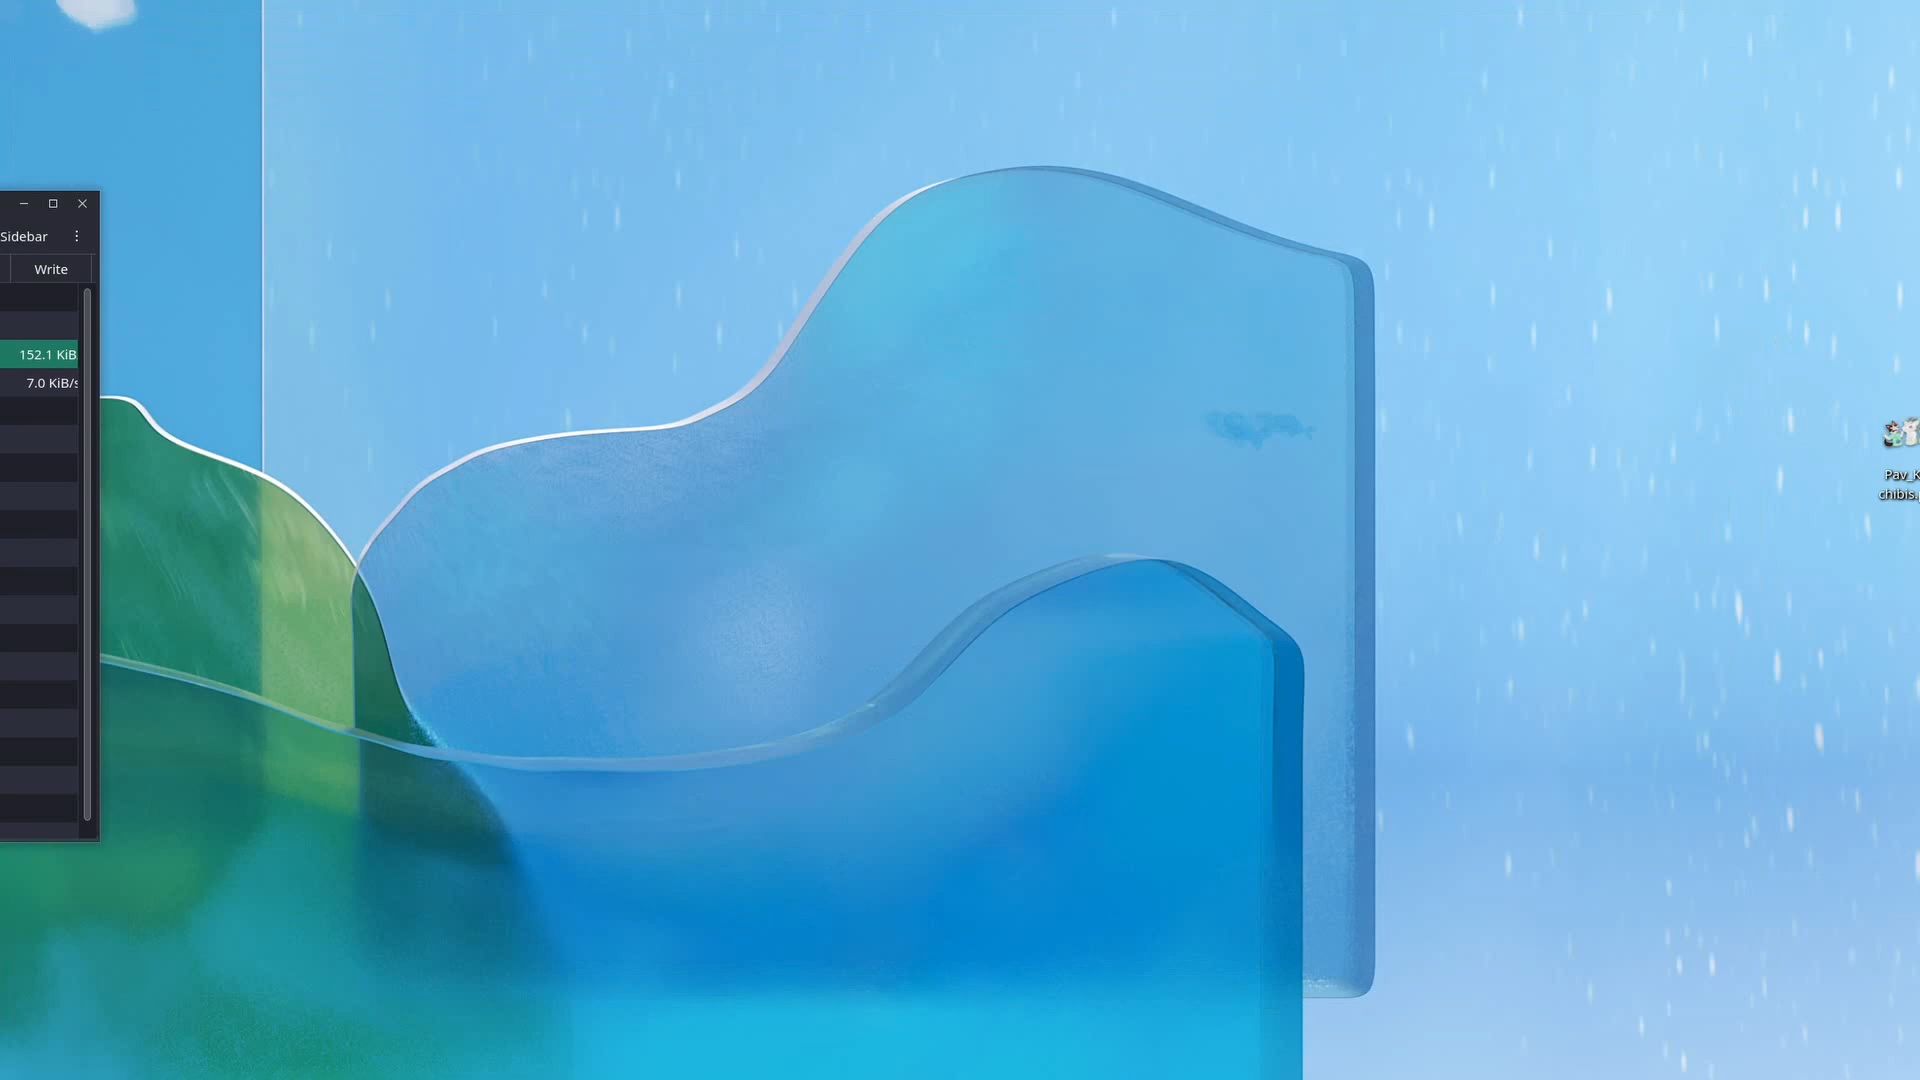 Sidebar
Write
152.1 KiB
7.0 KiB/s
Pav_K
chibis.